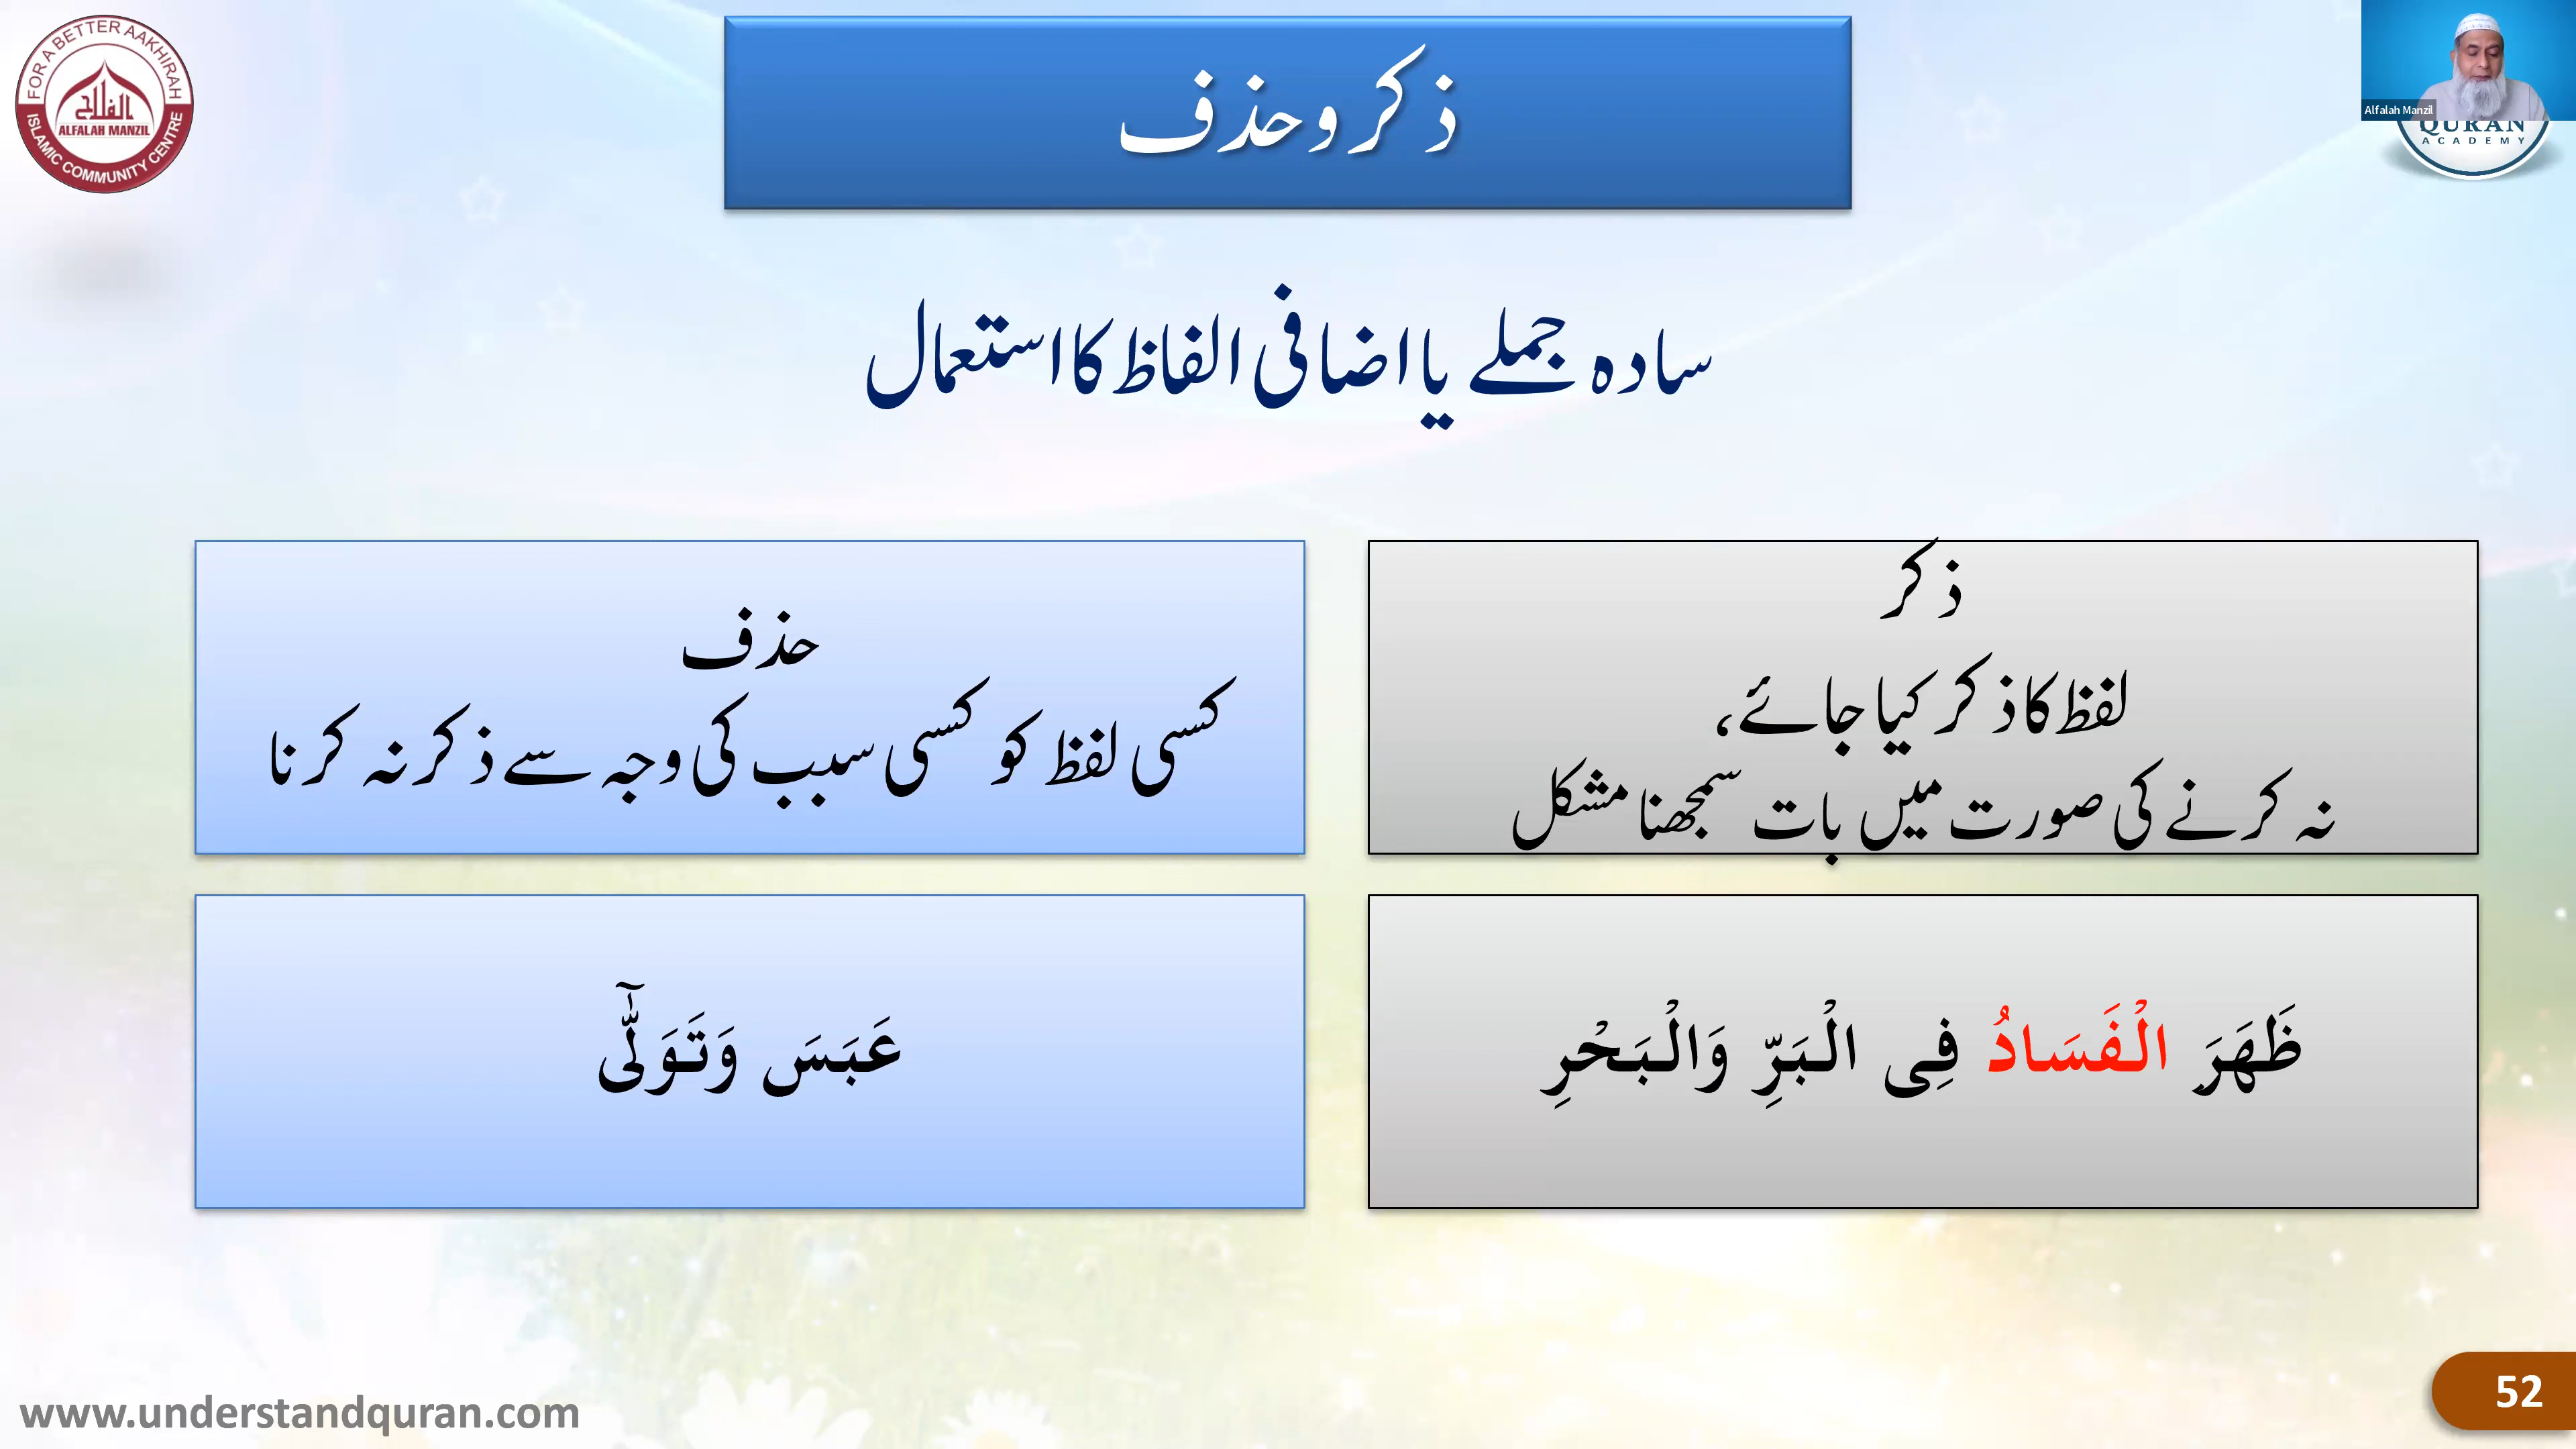 FOR A BETTER AAKHIRAH
الفلاح
ALFALAH MANZIL
ISLAMIC COMMUNITY CENTRE
ذکر و حذف
Alfalah Manzil
QURAN
ACADEMY
سادہ جملے یا اضافی الفاظ کا استعمال
ذکر
لفظ کا ذکر کیا جائے،
نہ کرنے کی صورت میں بات سمجھنا مشکل
حذف
کسی لفظ کو کسی سبب کی وجہ سے ذکر نہ کرنا
ظَهَرَ الْفَسَادُ فِی الْبَرِّ وَالْبَحْرِ
عَبَسَ وَتَوَلّٰٓی
www.understandquran.com
52